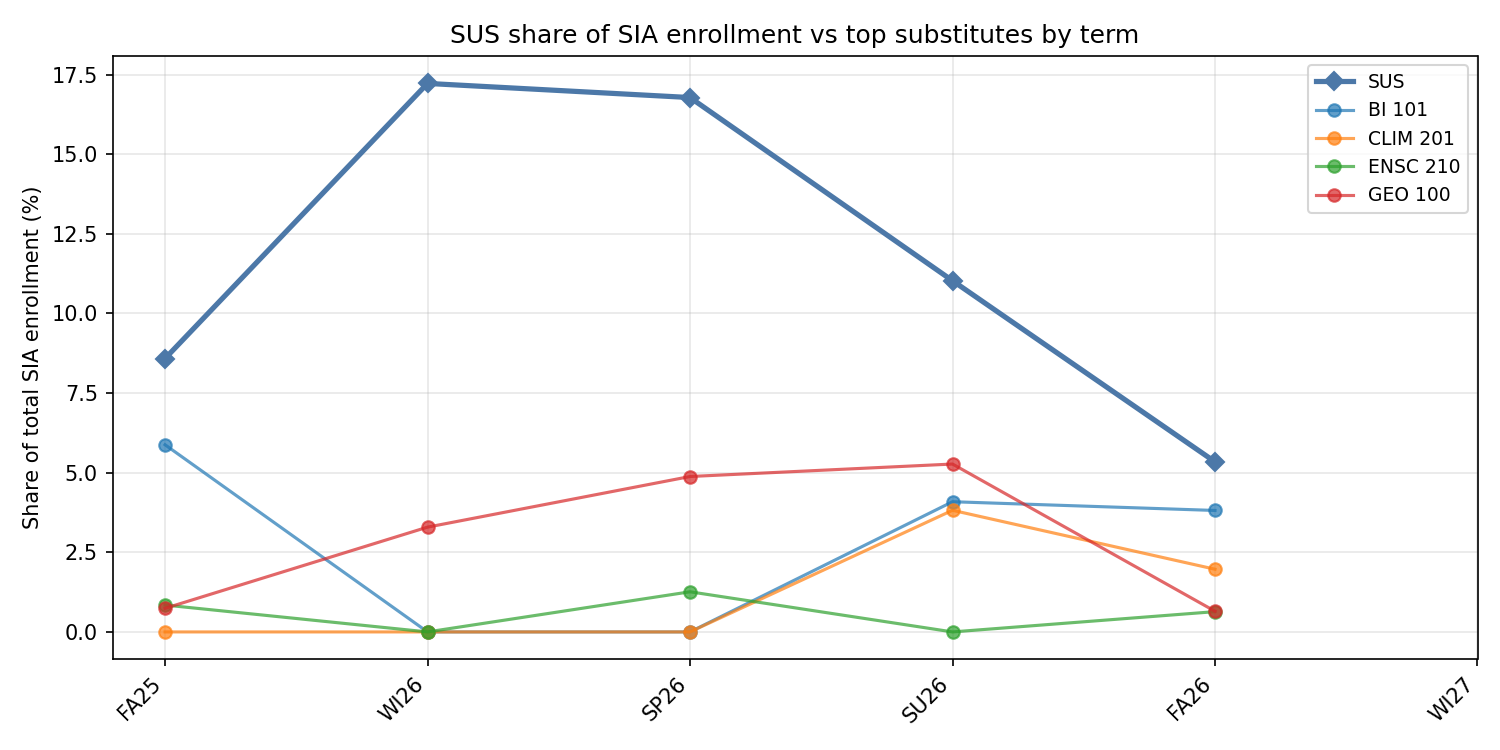 SUS share of SIA enrollment vs top substitutes by term
Share of total SIA enrollment (%)
17.5
15.0
12.5
10.0
7.5
5.0
2.5
0.0
SUS
BI 101
CLIM 201
ENSC 210
GEO 100
FA25
WI26
SP26
SU26
FA26
WI27